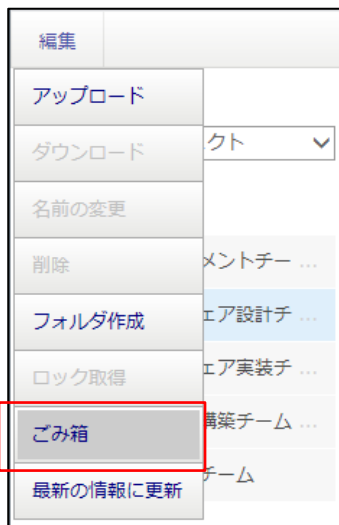 編集
アップロード
ダウンロード
クト
名前の変更
削除
メントチー ...
フォルダ作成
ェア設計チ ...
ロック取得
ェア実装チ ...
ごみ箱
構築チーム ...
最新の情報に更新
チーム